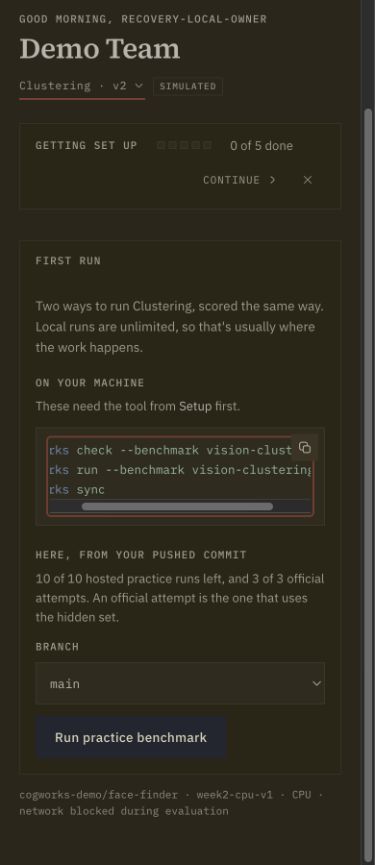 GOOD MORNING, RECOVERY-LOCAL-OWNER
Demo Team
Clustering · v2 SIMULATED
GETTING SET UP 0 of 5 done
CONTINUE
FIRST RUN
Two ways to run Clustering, scored the same way.
Local runs are unlimited, so that's usually where
the work happens.
ON YOUR MACHINE
These need the tool from Setup first.
rks check --benchmark vision-clust
rks run --benchmark vision-clustering
rks sync
HERE, FROM YOUR PUSHED COMMIT
10 of 10 hosted practice runs left, and 3 of 3 official
attempts. An official attempt is the one that uses
the hidden set.
BRANCH
main
Run practice benchmark
cogworks-demo/face-finder · week2-cpu-v1 · CPU ·
network blocked during evaluation